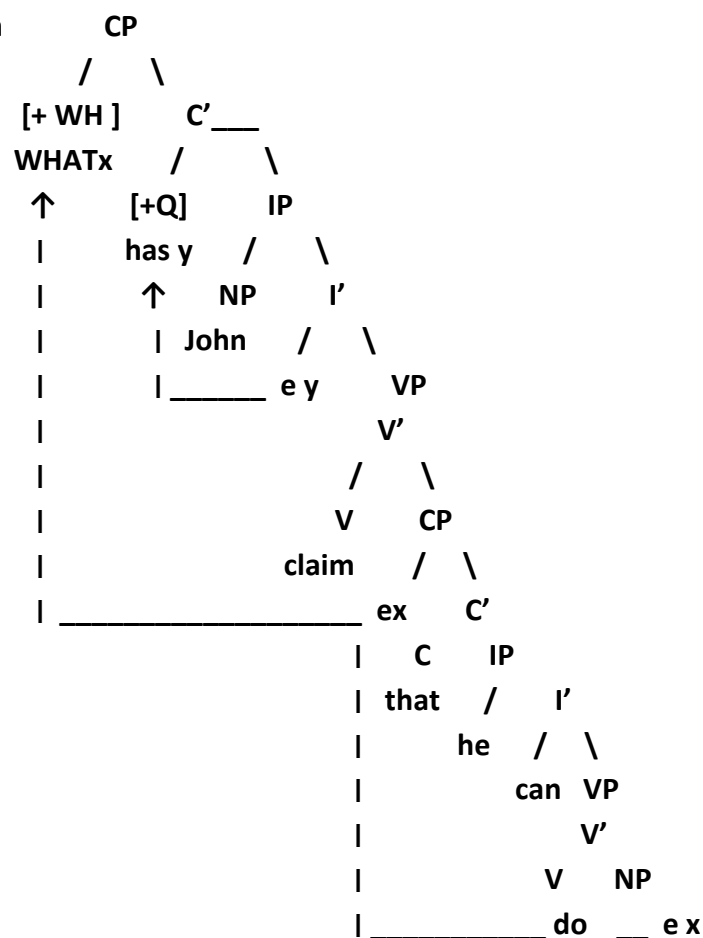 CP
/ \
[+ WH ] C’___
WHATx / \
↑ [+Q] IP
| has y / \
| ↑ NP I’
| | John / \
| |______ e y VP
| V’
| / \
| V CP
| claim / \
| ___________________ ex C’
| C IP
| that / I’
| he / \
| can VP
| V’
| V NP
|___________ do __ e x